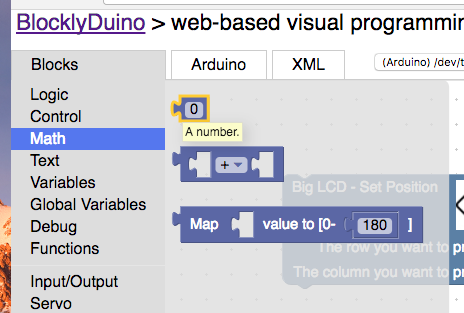 BlocklyDuino > web-based visual programmin
Blocks
Arduino
XML
(Arduino) /dev/t
Logic
Control
Math
Text
Variables
Global Variables
Debug
Functions
Input/Output
Servo
0
A number.
+
Big LCD - Set Position
Map value to [0- 180 ]
The row you want to pr
The column you want to pr